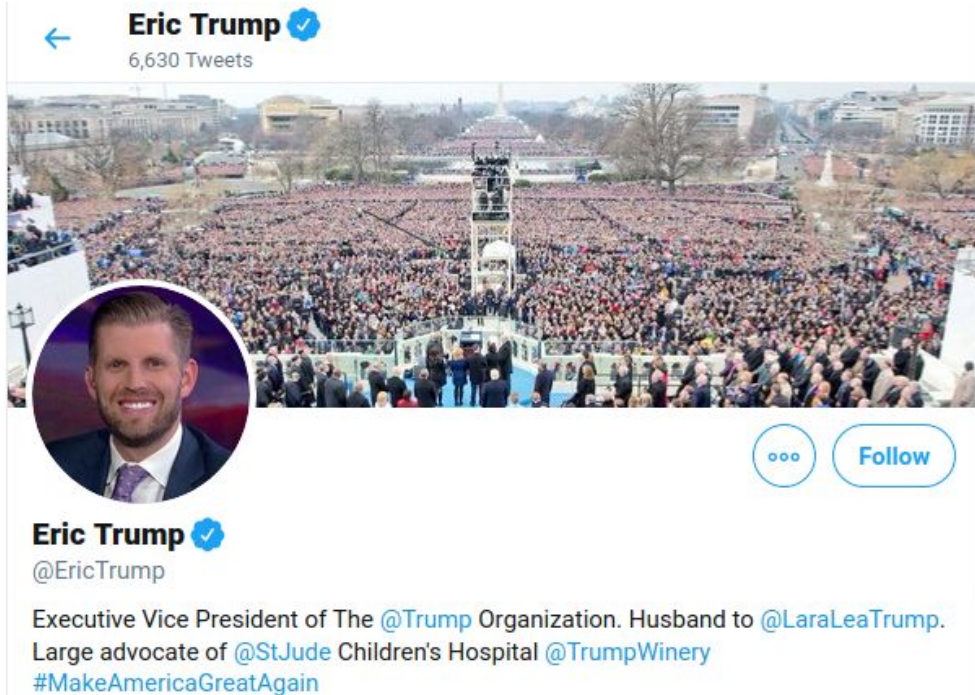 Eric Trump
6,630 Tweets
Follow
Eric Trump
@EricTrump
Executive Vice President of The @Trump Organization. Husband to @LaraLeaTrump.
Large advocate of @StJude Children's Hospital @TrumpWinery
#MakeAmericaGreatAgain